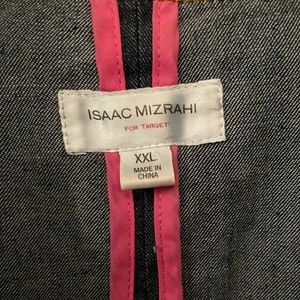 ISAAC MIZRAHI
FOR TARGET
XXL
MADE IN
CHINA